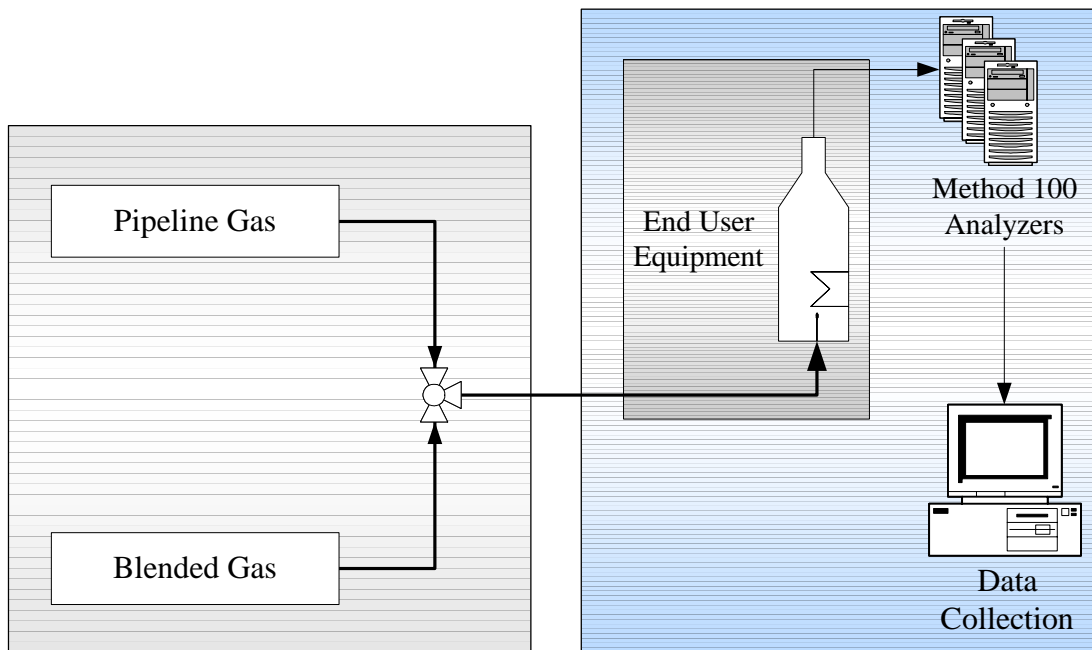 Pipeline Gas
Blended Gas
End User
Equipment
Method 100
Analyzers
Data
Collection